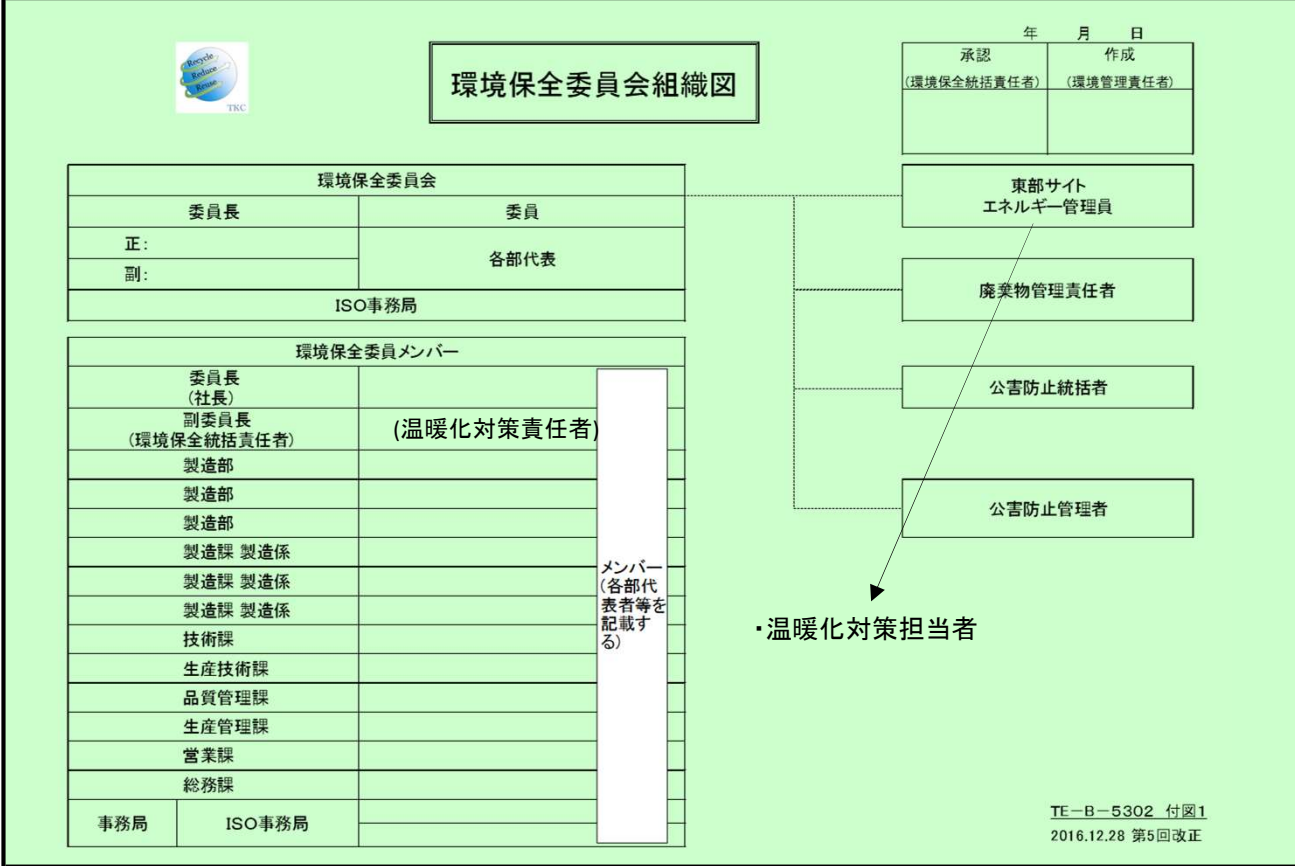 年 月 日
Recycle
Reduce
Reuse
TKC
環境保全委員会組織図
承認
(環境保全統括責任者)
作成
(環境管理責任者)
環境保全委員会
委員長
委員
正:
副:
各部代表
ISO事務局
東部サイト
エネルギー管理員
廃棄物管理責任者
公害防止統括者
公害防止管理者
・温暖化対策担当者
環境保全委員メンバー
委員長
(社長)
副委員長
(環境保全統括責任者)
(温暖化対策責任者)
製造部
製造部
製造部
製造課 製造係
製造課 製造係
製造課 製造係
技術課
生産技術課
品質管理課
生産管理課
営業課
総務課
事務局
ISO事務局
メンバー
(各部代
表者等を
記載す
る)
TE-B-5302 付図1
2016.12.28 第5回改正